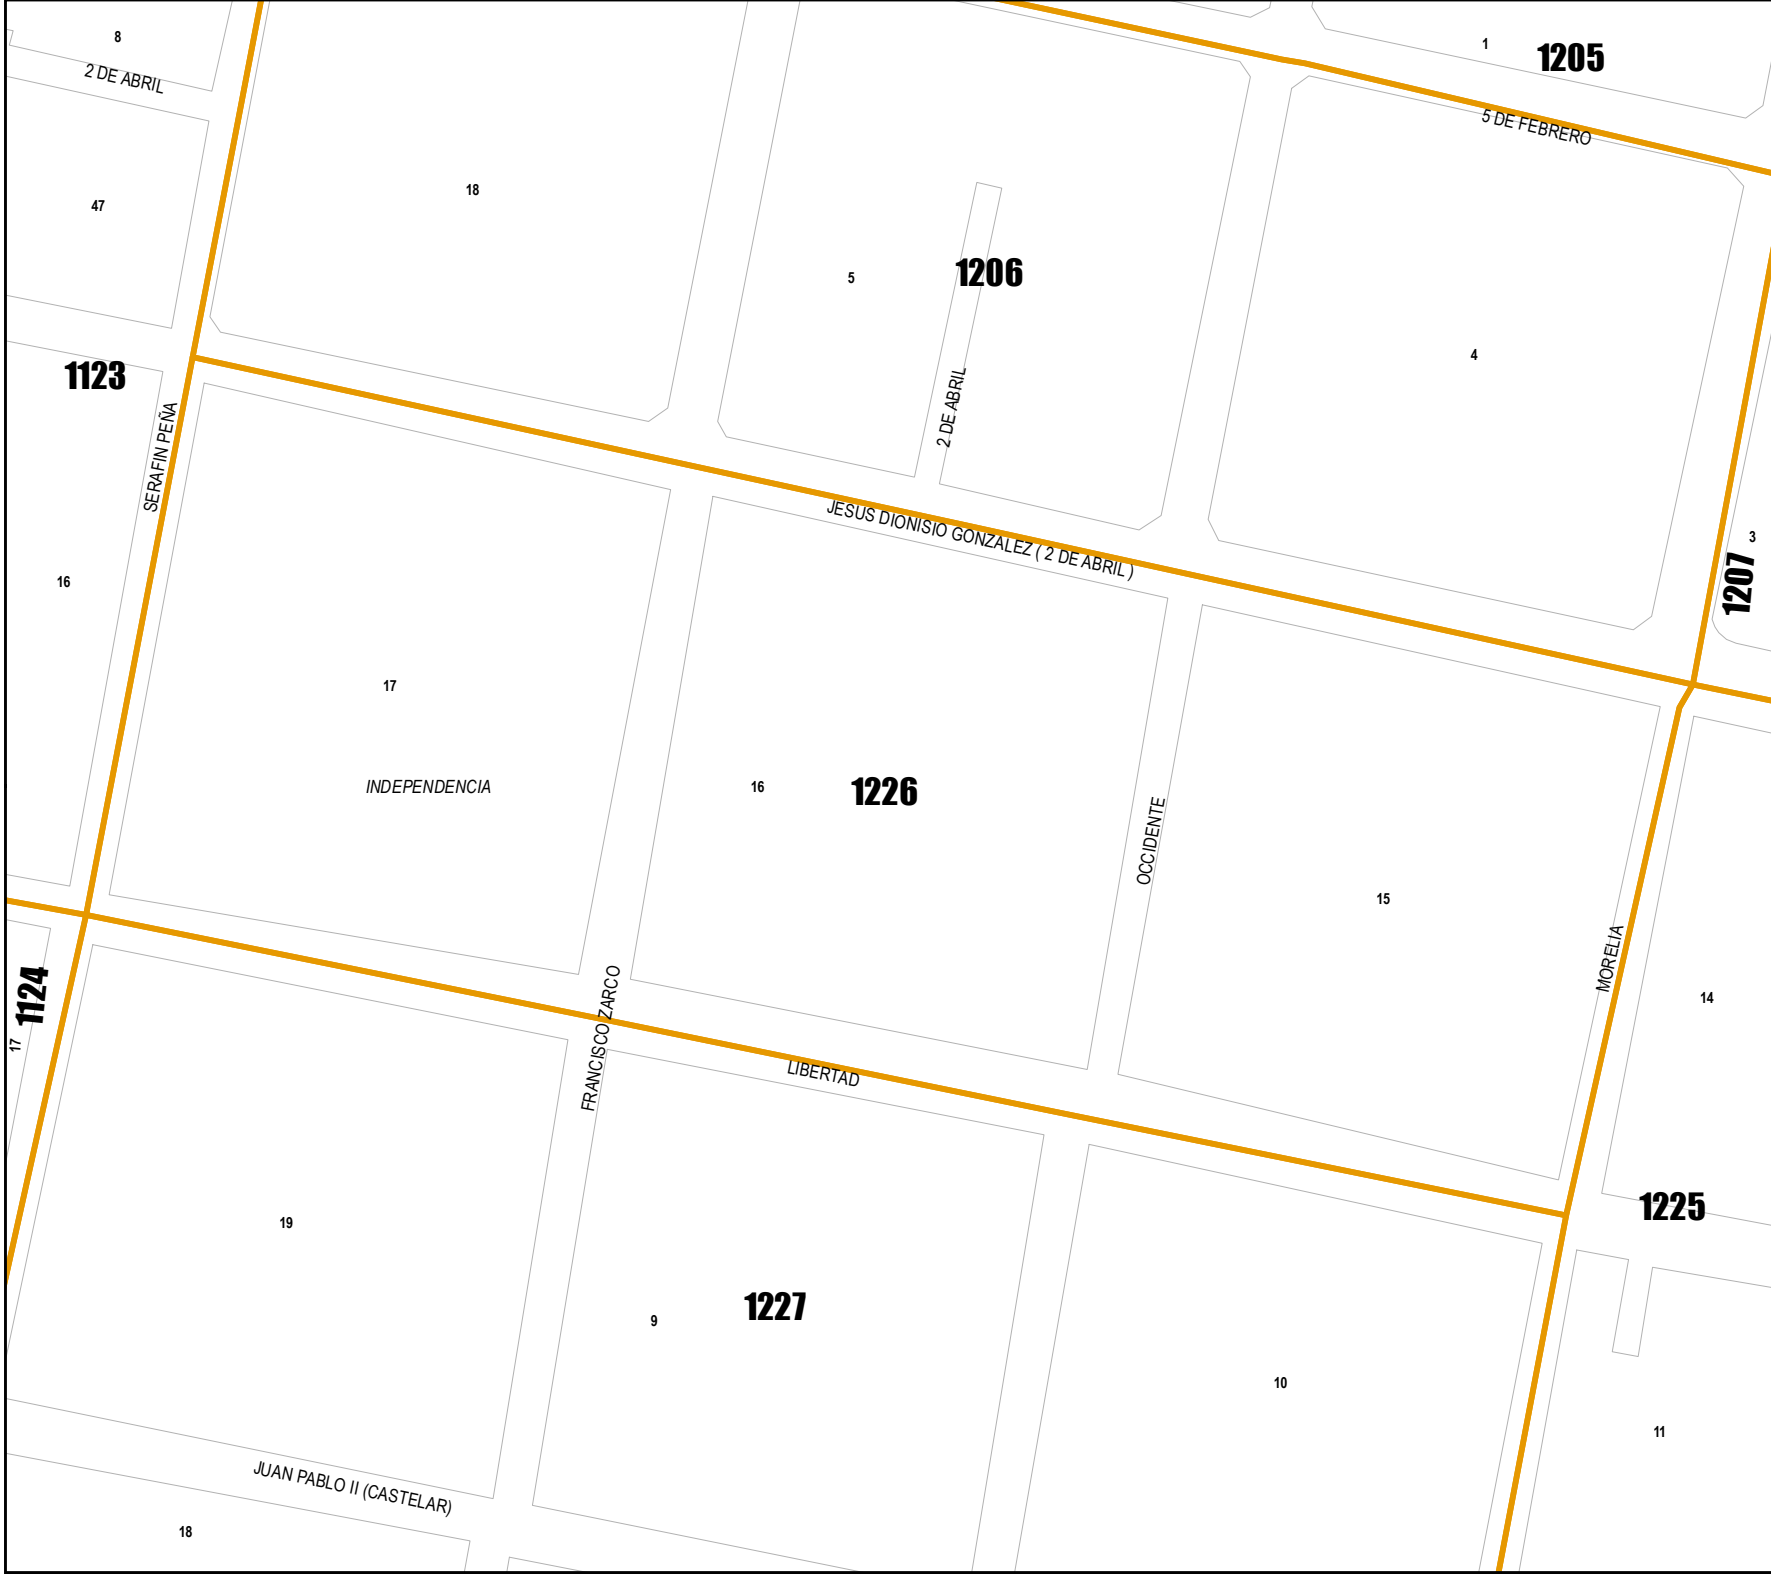 8
1
1205
2 DE ABRIL
5 DE FEBRERO
18
47
5
1206
4
1123
2 DE ABRIL
SERAFIN PEÑA
JESUS DIONISIO GONZALEZ ( 2 DE ABRIL )
3
1207
16
17
INDEPENDENCIA
16
1226
OCCIDENTE
15
MORELIA
14
1124
17
FRANCISCO ZARCO
LIBERTAD
1225
19
1227
9
10
11
JUAN PABLO II (CASTELAR)
18